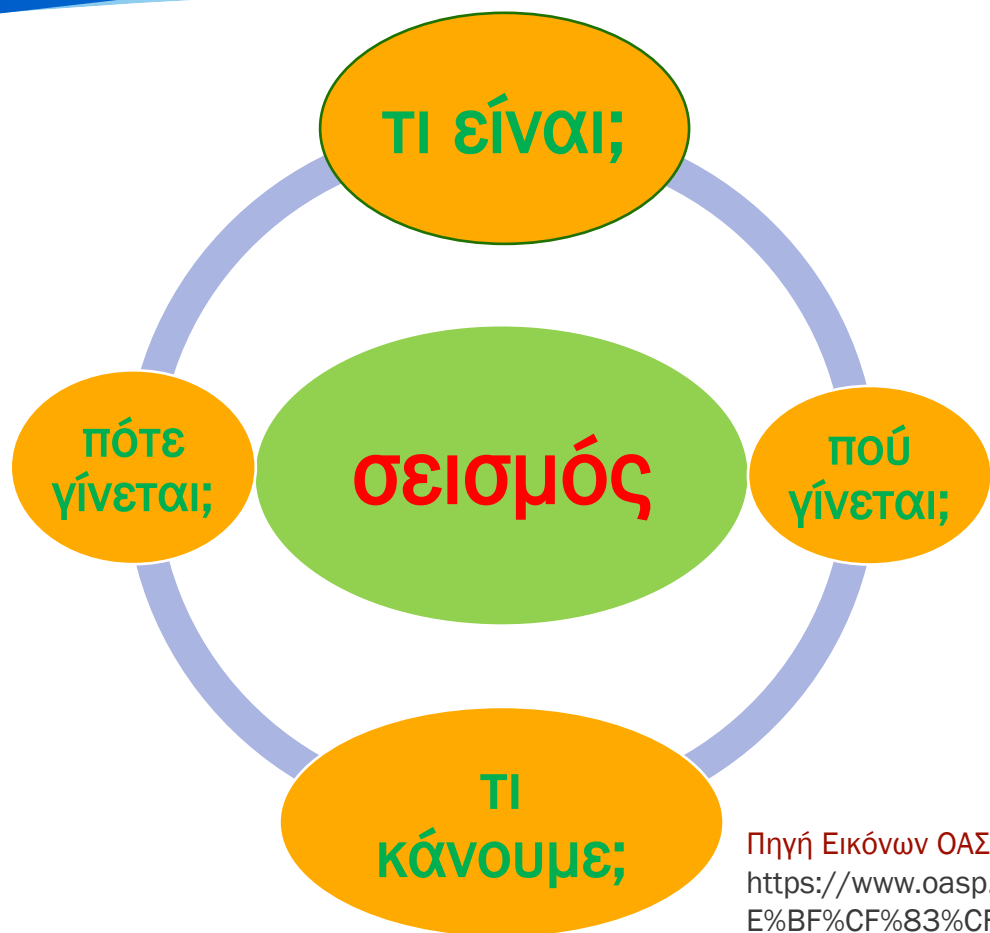 τι είναι;
πότε
γίνεται;
σεισμός
πού
γίνεται;
τι
κάνουμε;
Πηγή Εικόνων ΟΑΣ
https://www.oasp.
E%BF%CF%83%CF